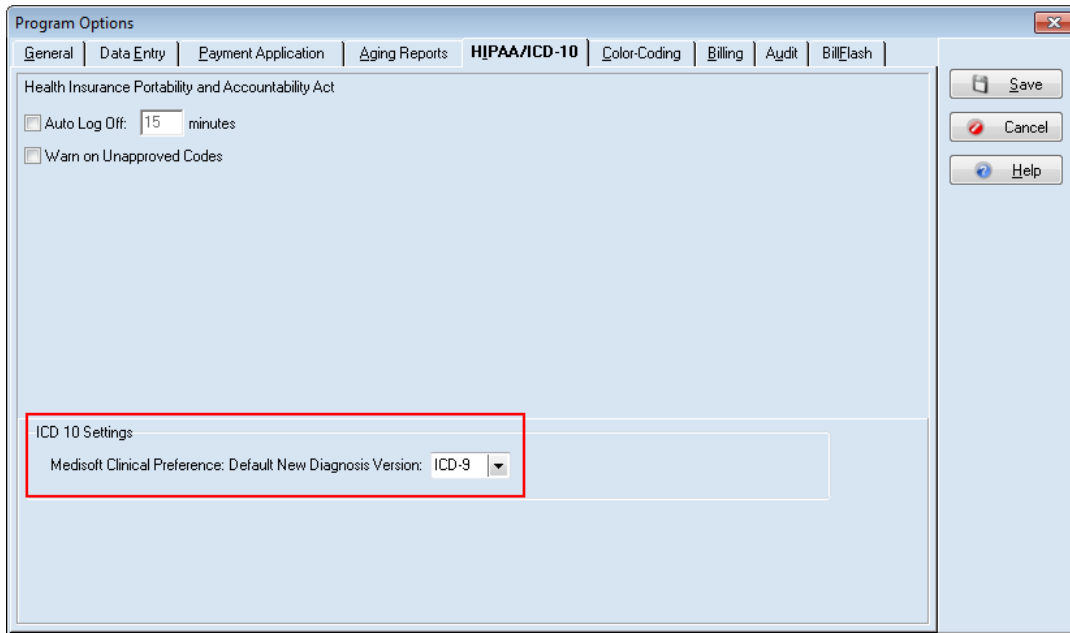 Program Options
General Data Entry Payment Application Aging Reports HIPAA/ICD-10 Color-Coding Billing Audit BillFlash
Health Insurance Portability and Accountability Act
Save
Auto Log Off: 15 minutes
Cancel
Warn on Unapproved Codes
Help
ICD 10 Settings
Medisoft Clinical Preference: Default New Diagnosis Version: ICD-9